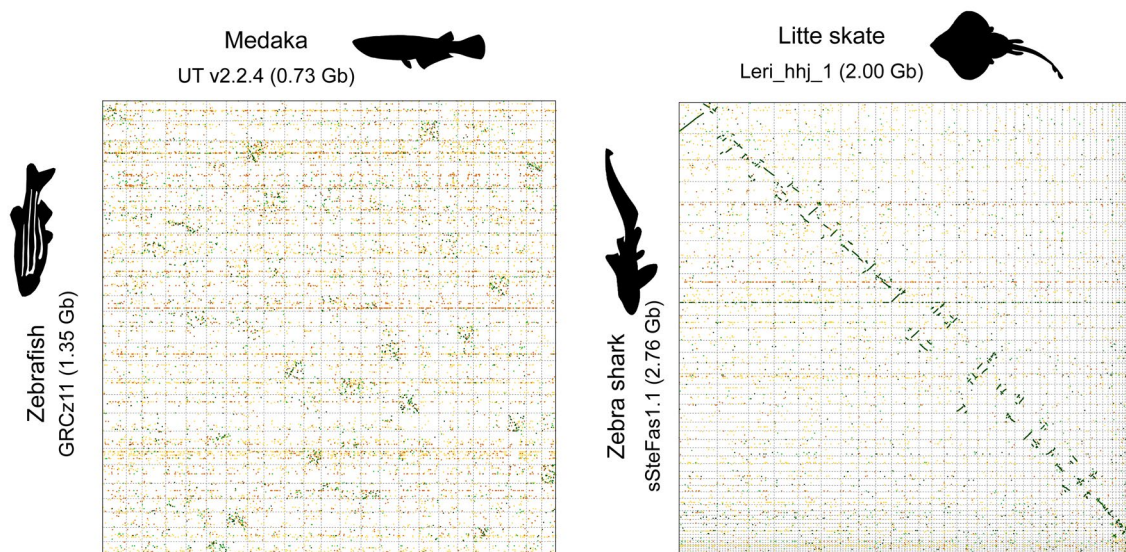 Medaka
UT v2.2.4 (0.73 Gb)
Zebrafish
GRCz11 (1.35 Gb)
Litte skate
Leri_hhj_1 (2.00 Gb)
Zebra shark
sSteFas1.1 (2.76 Gb)